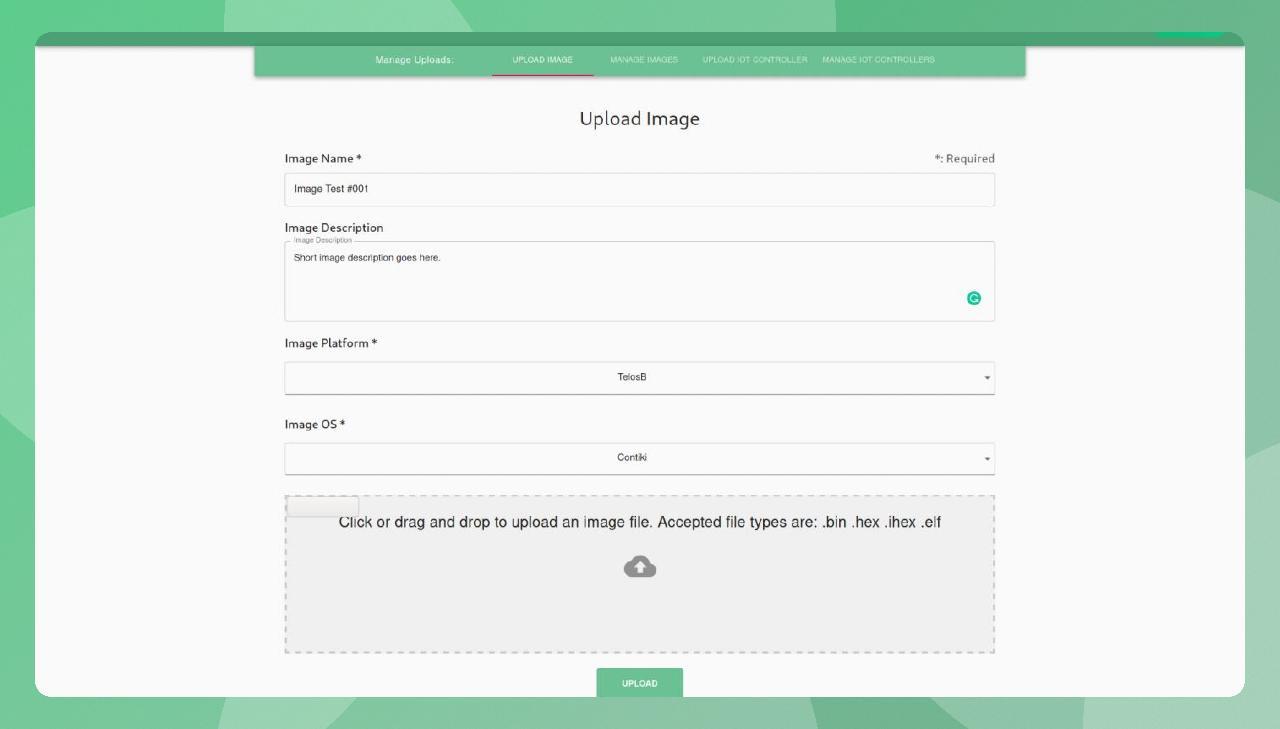 Manage Uploads: UPLOAD IMAGE MANAGE IMAGES UPLOAD IOT CONTROLLER MANAGE IOT CONTROLLERS
Upload Image
Image Name * *: Required
Image Test #001
Image Description
Image Description
Short image description goes here.
Image Platform *
TelosB
Image OS *
Contiki
Click or drag and drop to upload an image file. Accepted file types are: .bin .hex .ihex .elf
UPLOAD